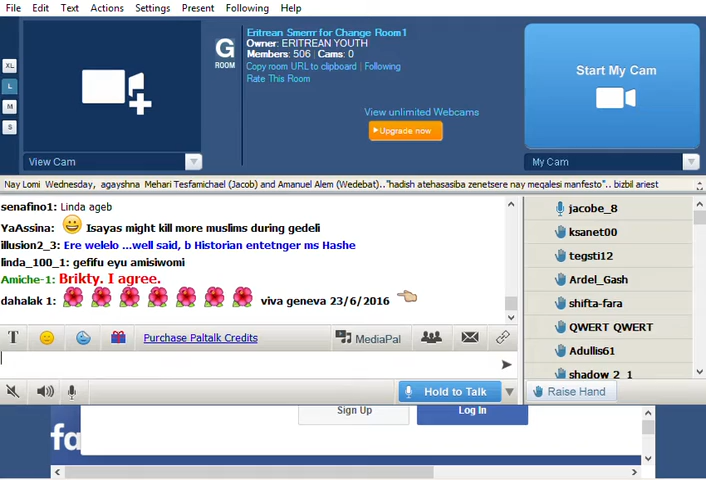 File Edit Text Actions Settings Present Following Help
XL
L
M
S
View Cam
G
ROOM
Eritrean Smerrr for Change Room1
Owner: ERITREAN YOUTH
Members: 506 | Cams: 0
Copy room URL to clipboard | Following
Rate This Room
View unlimited Webcams
Upgrade now
Start My Cam
My Cam
Nay Lomi Wednesday, agayshna Mehari Tesfamichael (Jacob) and Amanuel Alem (Wedebat).."hadish atehasasiba zenetsere nay meqalesi manfesto".. bizbil ariest
senafino1: Linda ageb
YaAssina: Isayas might kill more muslims during gedeli
illusion2_3: Ere welelo ...well said, b Historian entetnger ms Hashe
linda_100_1: gefifu eyu amisiwomi
Amiche-1: Brikty. I agree.
dahalak 1: viva geneva 23/6/2016
jacobe_8
ksanet00
tegsti12
Ardel_Gash
shifta-fara
QWERT QWERTY
Adullis61
shadow_2_1
T Purchase Paltalk Credits MediaPal
Hold to Talk
Raise Hand
Sign Up Log In
fa